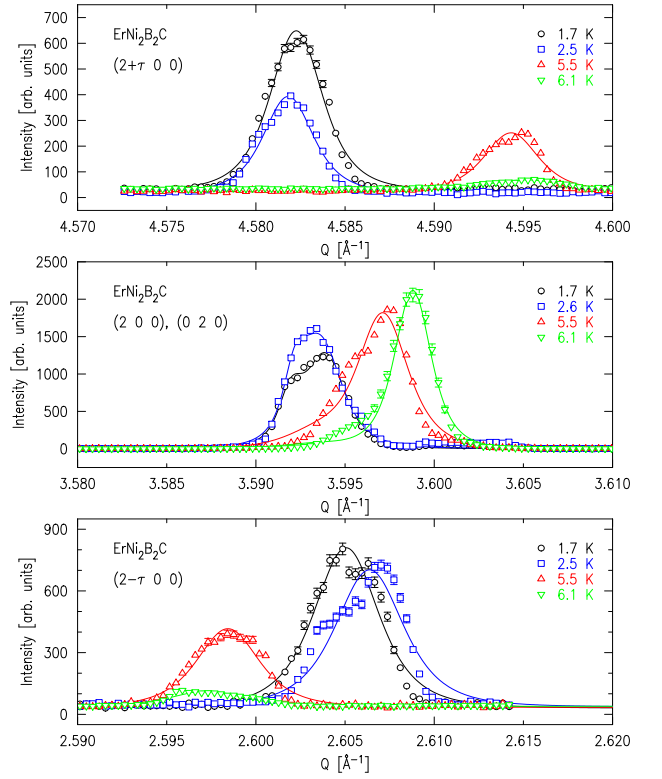 700
600
500
400
300
200
100
0
Intensity [arb. units]
ErNi₂B₂C
(2+τ 0 0)
1.7 K
2.5 K
5.5 K
6.1 K
4.570 4.575 4.580 4.585 4.590 4.595 4.600
Q [Å⁻¹]
2500
2000
1500
1000
500
0
Intensity [arb. units]
ErNi₂B₂C
(2 0 0), (0 2 0)
1.7 K
2.6 K
5.5 K
6.1 K
3.580 3.585 3.590 3.595 3.600 3.605 3.610
Q [Å⁻¹]
900
600
300
0
Intensity [arb. units]
ErNi₂B₂C
(2−τ 0 0)
1.7 K
2.5 K
5.5 K
6.1 K
2.590 2.595 2.600 2.605 2.610 2.615 2.620
Q [Å⁻¹]